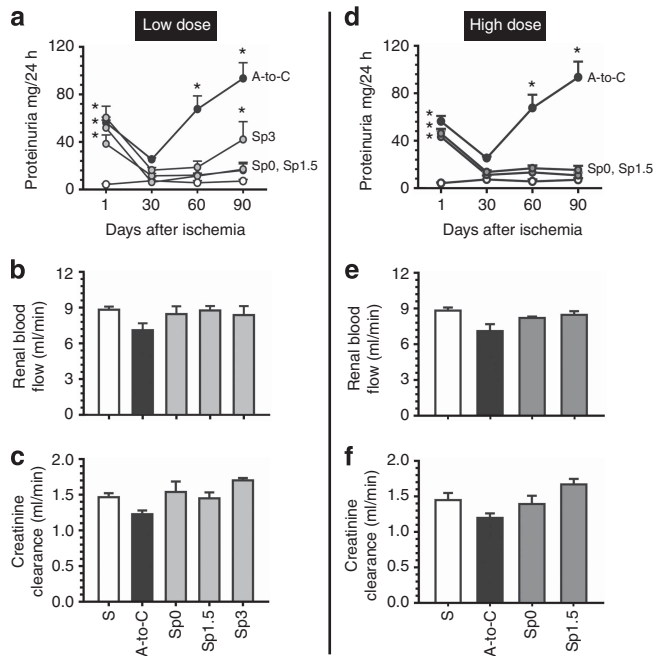 a
Low dose
Proteinuria mg/24 h
120
80
40
0
*
*
*
*
*
*
A-to-C
Sp3
Sp0, Sp1.5
1 30 60 90
Days after ischemia
b
Renal blood
flow (ml/min)
12
9
6
3
0
c
Creatinine
clearance (ml/min)
2.0
1.5
1.0
0.5
0.0
S A-to-C Sp0 Sp1.5 Sp3
d
High dose
Proteinuria mg/24 h
120
80
40
0
*
*
*
*
*
A-to-C
Sp0, Sp1.5
1 30 60 90
Days after ischemia
e
Renal blood
flow (ml/min)
12
9
6
3
0
f
Creatinine
clearance (ml/min)
2.0
1.5
1.0
0.5
0.0
S A-to-C Sp0 Sp1.5